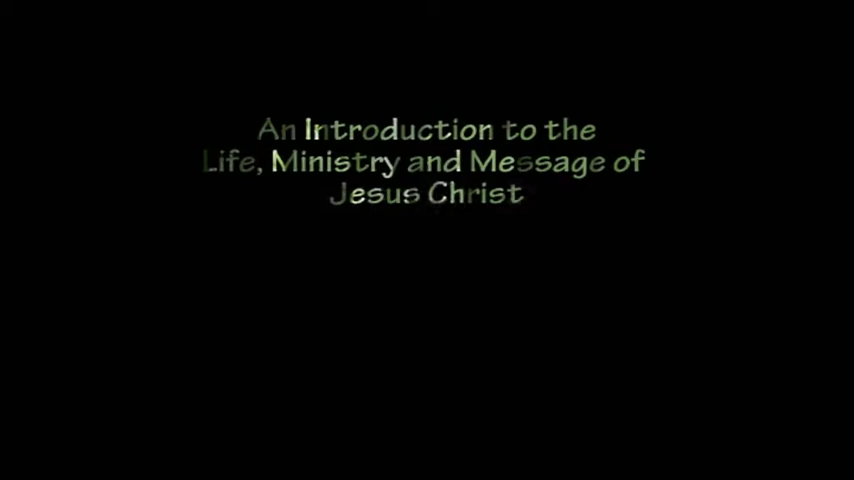 An Introduction to the
Life, Ministry and Message of
Jesus Christ